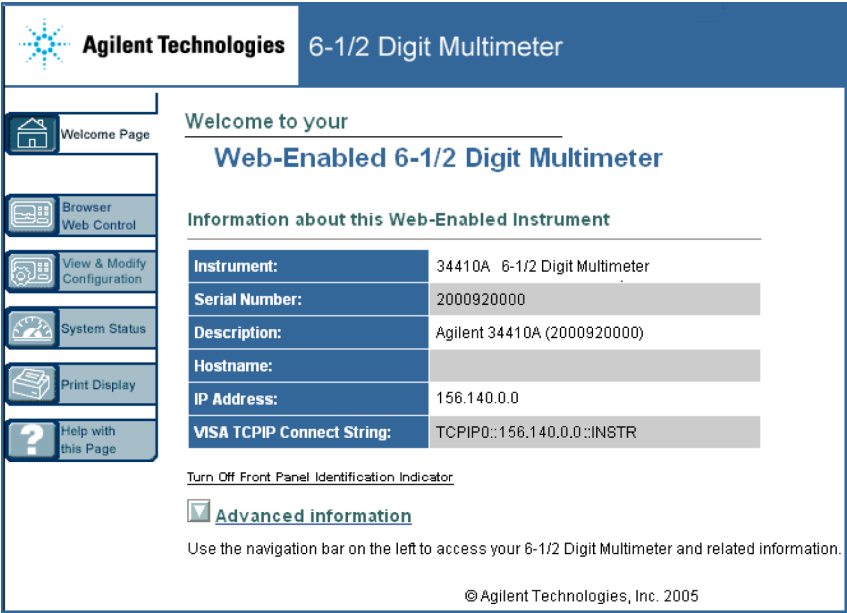 Agilent Technologies
6-1/2 Digit Multimeter
Welcome Page
Browser
Web Control
View & Modify
Configuration
System Status
Print Display
? Help with
this Page
Welcome to your
Web-Enabled 6-1/2 Digit Multimeter
Information about this Web-Enabled Instrument
Instrument: 34410A 6-1/2 Digit Multimeter
Serial Number: 2000920000
Description: Agilent 34410A (2000920000)
Hostname:
IP Address: 156.140.0.0
VISA TCPIP Connect String: TCPIP0::156.140.0.0::INSTR
Turn Off Front Panel Identification Indicator
Advanced information
Use the navigation bar on the left to access your 6-1/2 Digit Multimeter and related information.
© Agilent Technologies, Inc. 2005